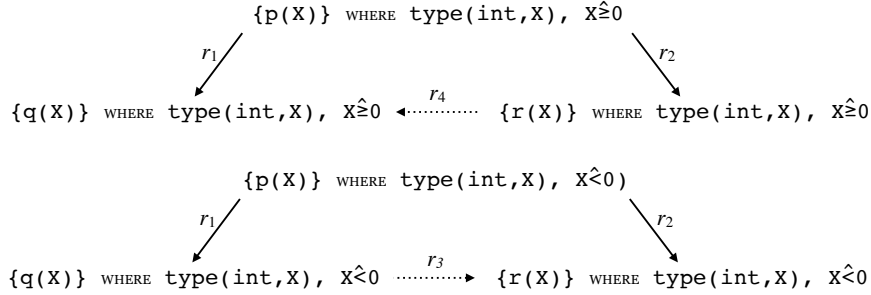 {p(X)} WHERE type(int,X), X≥̂0
r1 r2
{q(X)} WHERE type(int,X), X≥̂0 r4 {r(X)} WHERE type(int,X), X≥̂0
{p(X)} WHERE type(int,X), X<̂0)
r1 r2
{q(X)} WHERE type(int,X), X<̂0 r3 {r(X)} WHERE type(int,X), X<̂0